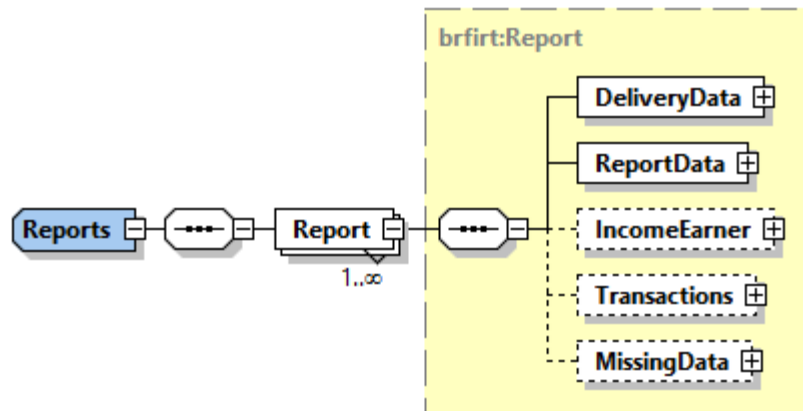 brfirt:Report
DeliveryData
ReportData
Reports
Report
1..∞
IncomeEarner
Transactions
MissingData